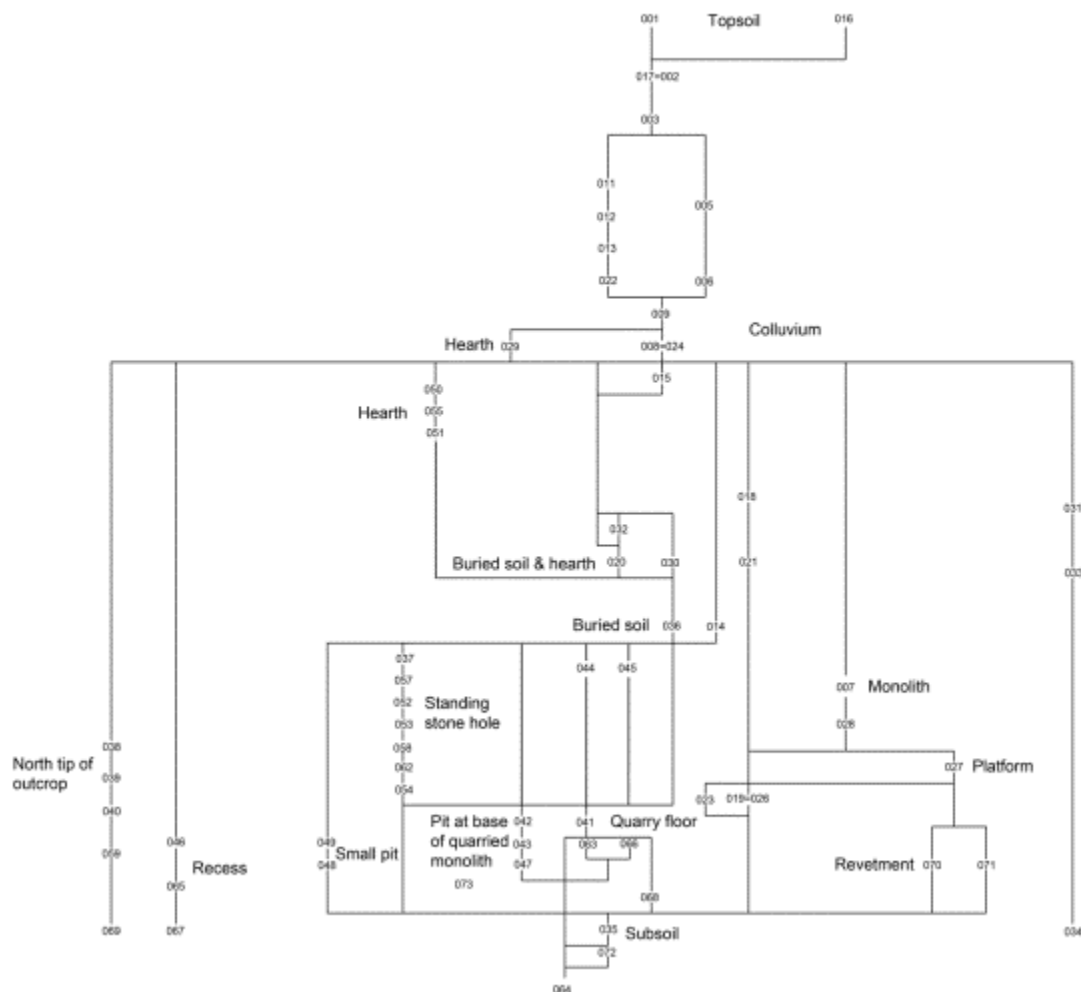 001 Topsoil 016
017=002
003
011
005
012
013
022 006
009
Colluvium
Hearth 029 008=024
015
050
Hearth 055
051
018
031
032
Buried soil & hearth 020 030 021
033
Buried soil 036 014
037 044 045
057
007 Monolith
052 Standing
053 stone hole
028
038 058
North tip of 062 027 Platform
outcrop 039
054
023 019=026
040 Pit at base 042 041 Quarry floor
of quarried 043 063 066
049 Small pit monolith 047
046
048
059 Recess Revetment 070 071
065 073
068
069 067 035 Subsoil 034
072
064